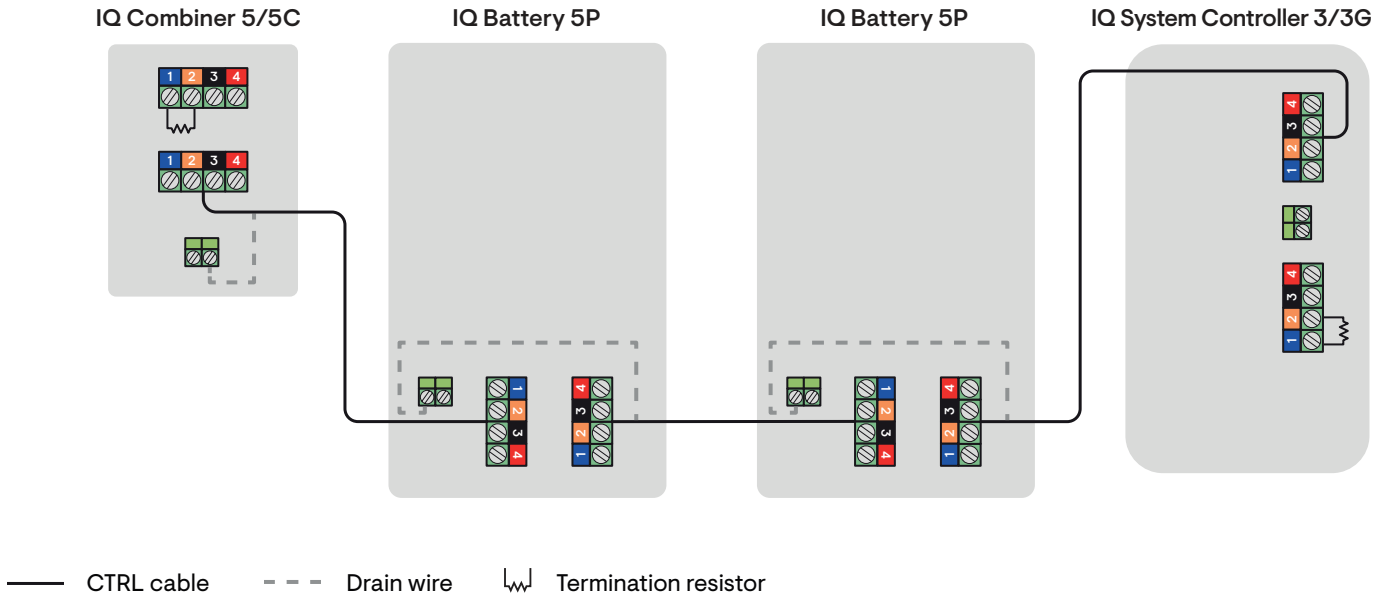 IQ Combiner 5/5C
IQ Battery 5P
IQ Battery 5P
IQ System Controller 3/3G
1 2 3 4
1 2 3 4
1
2
3
4
4
3
2
1
1
2
3
4
4
3
2
1
4
3
2
1
4
3
2
1
CTRL cable
Drain wire
Termination resistor